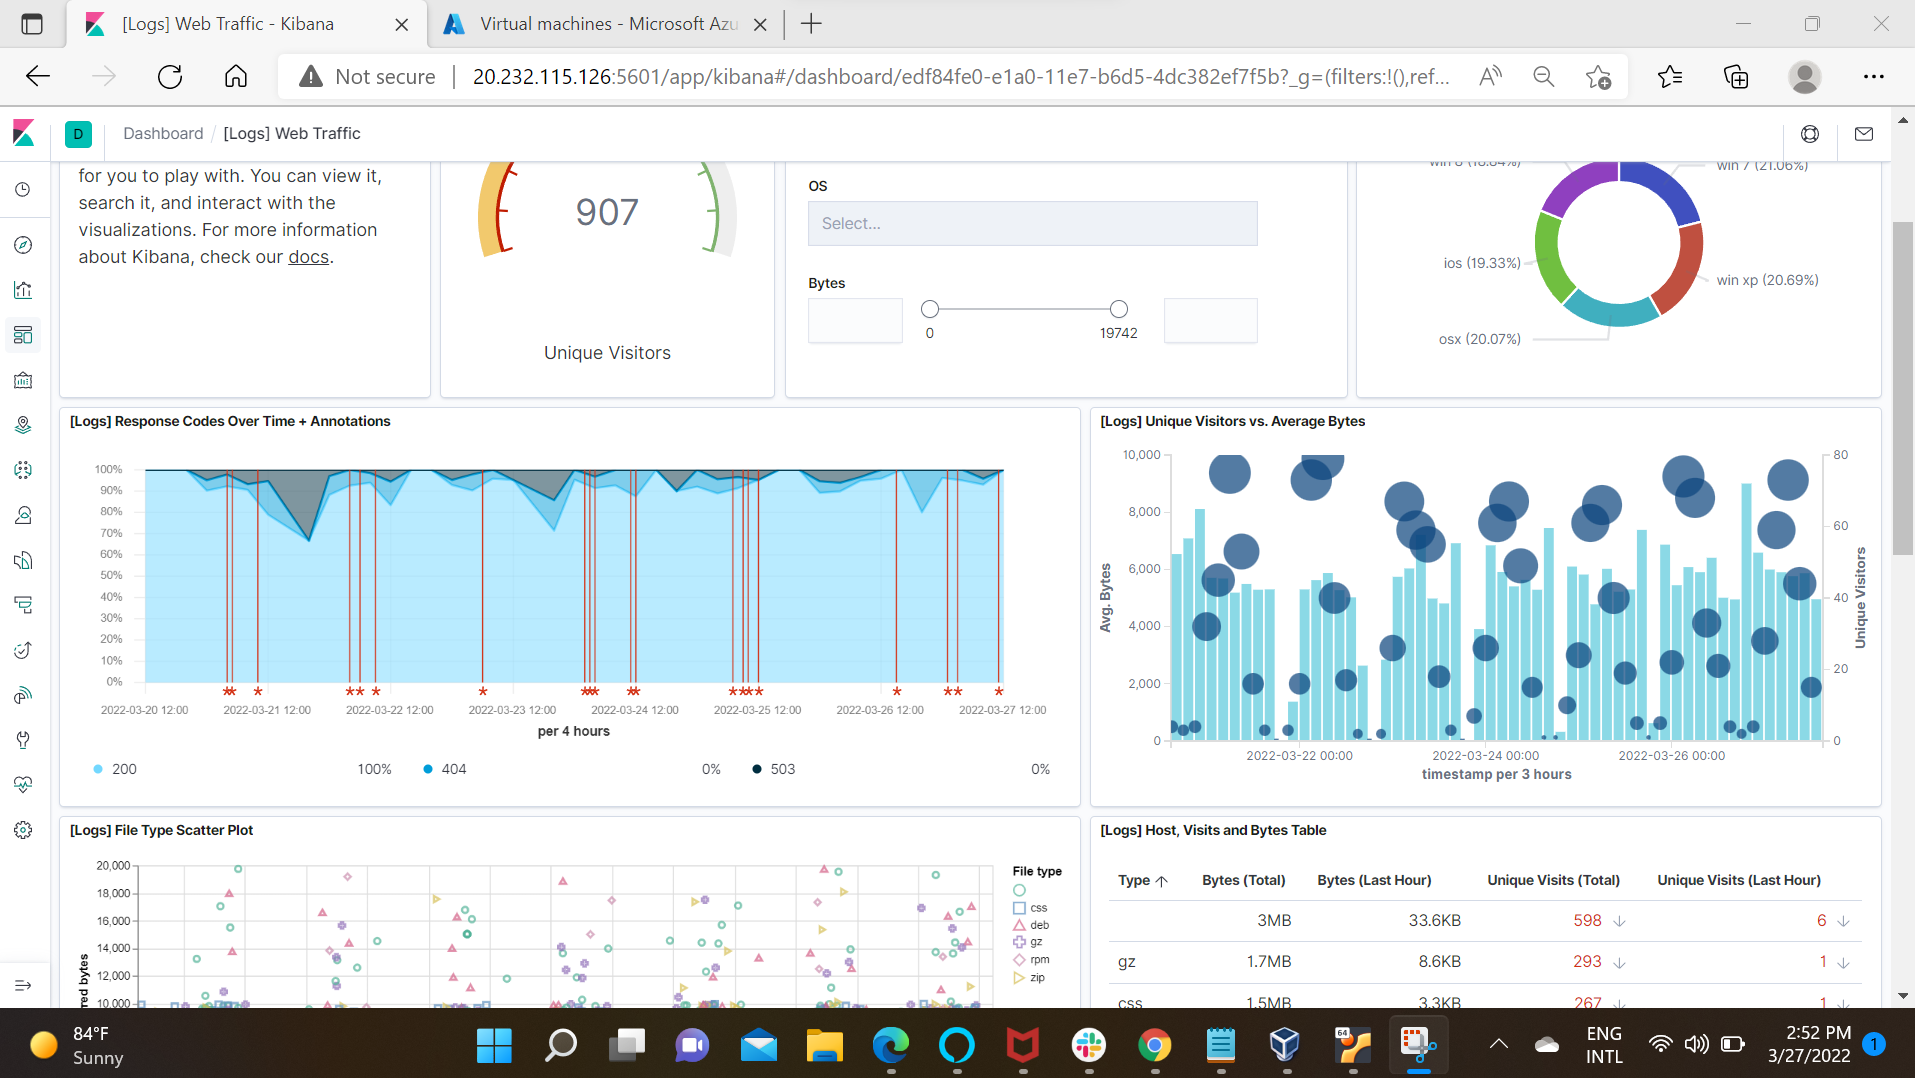 [Logs] Web Traffic - Kibana
Virtual machines - Microsoft Azu
Not secure
20.232.115.126:5601/app/kibana#/dashboard/edf84fe0-e1a0-11e7-b6d5-4dc382ef7f5b?_g=(filters:!(),ref...
D
Dashboard / [Logs] Web Traffic
for you to play with. You can view it,
search it, and interact with the
visualizations. For more information
about Kibana, check our docs.
907
Unique Visitors
OS
Select...
Bytes
0
19742
win 8 (18.84%)
win 7 (21.06%)
ios (19.33%)
win xp (20.69%)
osx (20.07%)
[Logs] Response Codes Over Time + Annotations
100%
90%
80%
70%
60%
50%
40%
30%
20%
10%
0%
2022-03-20 12:00
2022-03-21 12:00
2022-03-22 12:00
2022-03-23 12:00
2022-03-24 12:00
2022-03-25 12:00
2022-03-26 12:00
2022-03-27 12:00
per 4 hours
200 100%
404 0%
503 0%
[Logs] Unique Visitors vs. Average Bytes
10,000
8,000
6,000
4,000
2,000
0
Avg. Bytes
80
60
40
20
0
Unique Visitors
2022-03-22 00:00
2022-03-24 00:00
2022-03-26 00:00
timestamp per 3 hours
[Logs] File Type Scatter Plot
20,000
18,000
16,000
14,000
12,000
10,000
red bytes
File type
css
deb
gz
rpm
zip
[Logs] Host, Visits and Bytes Table
Type Bytes (Total) Bytes (Last Hour) Unique Visits (Total) Unique Visits (Last Hour)
3MB 33.6KB 598 6
gz 1.7MB 8.6KB 293 1
css 1.5MB 3.3KB 267 1
84°F
Sunny
64
ENG
INTL
2:52 PM
3/27/2022
1